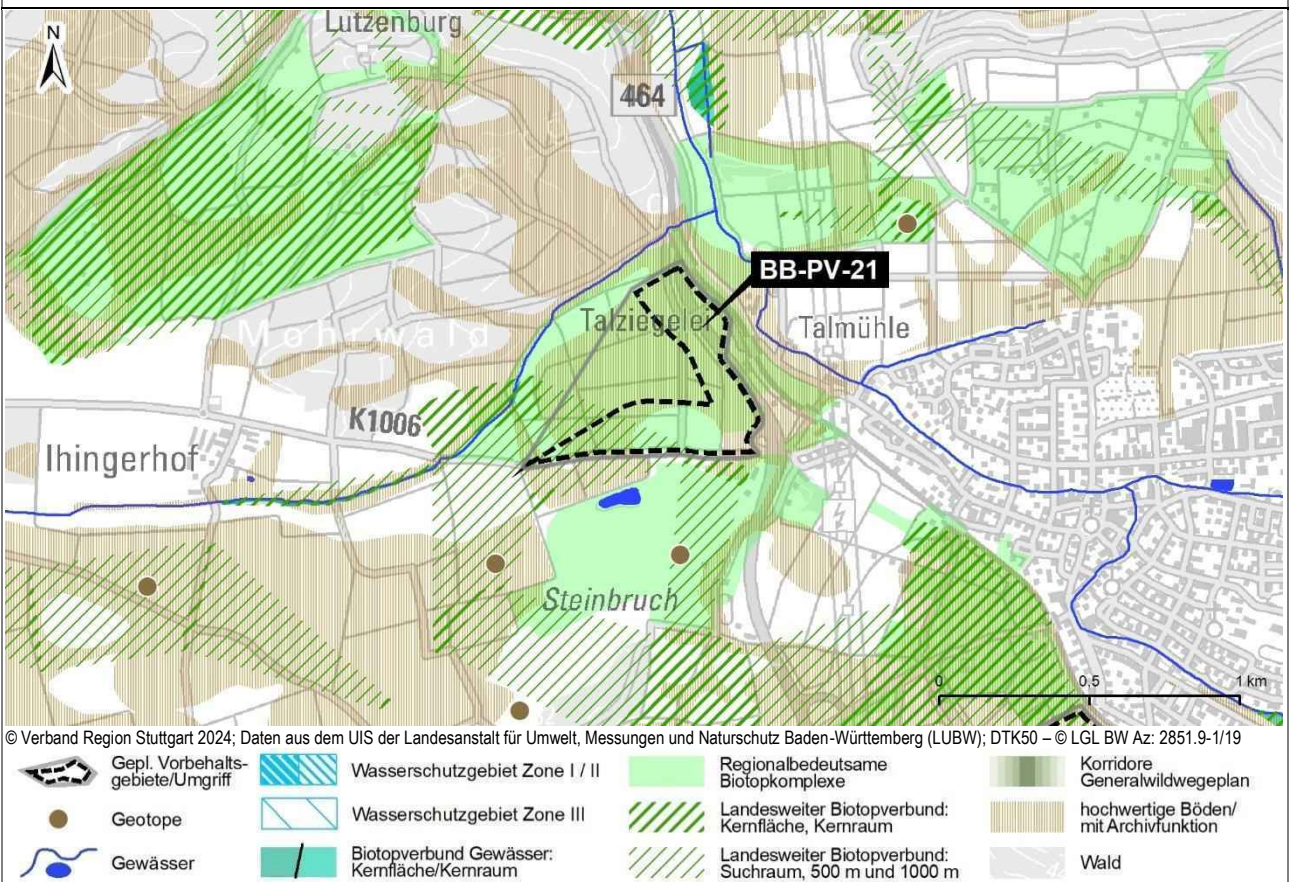 Lutzenburg
N
464
BB-PV-21
Talziegelei
Talmühle
Mohrwald
K1006
Ihingerhof
Steinbruch
0 0,5 1 km
© Verband Region Stuttgart 2024; Daten aus dem UIS der Landesanstalt für Umwelt, Messungen und Naturschutz Baden-Württemberg (LUBW); DTK50 – © LGL BW Az: 2851.9-1/19
Gepl. Vorbehalts-
gebiete/Umgriff
Geotope
Gewässer
Wasserschutzgebiet Zone I / II
Wasserschutzgebiet Zone III
Biotopverbund Gewässer:
Kernfläche/Kernraum
Regionalbedeutsame
Biotopkomplexe
Landesweiter Biotopverbund:
Kernfläche, Kernraum
Landesweiter Biotopverbund:
Suchraum, 500 m und 1000 m
Korridore
Generalwildwegeplan
hochwertige Böden/
mit Archivfunktion
Wald